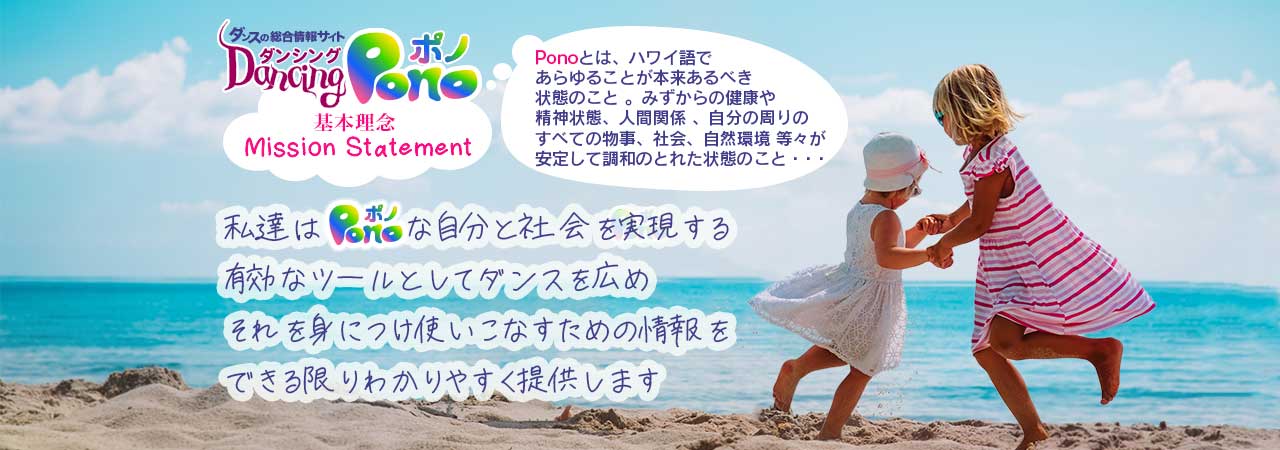 ダンスの総合情報サイト
ダンシング ポノ
Dancing Pono
基本理念
Mission Statement
Ponoとは、ハワイ語で
あらゆることが本来あるべき
状態のこと 。みずからの健康や
精神状態、人間関係 、自分の周りの
すべての物事、社会、自然環境 等々が
安定して調和のとれた状態のこと・・・
私達は Pono ポノ な自分と社会を実現する
有効なツールとしてダンスを広め
それを身につけ使いこなすための情報を
できる限りわかりやすく提供します